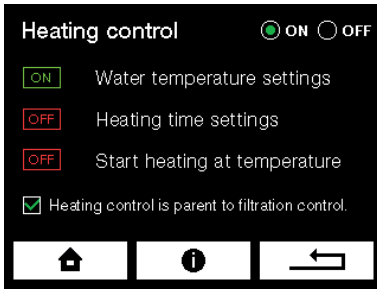 Heating control ON OFF
ON Water temperature settings
OFF Heating time settings
OFF Start heating at temperature
Heating control is parent to filtration control.